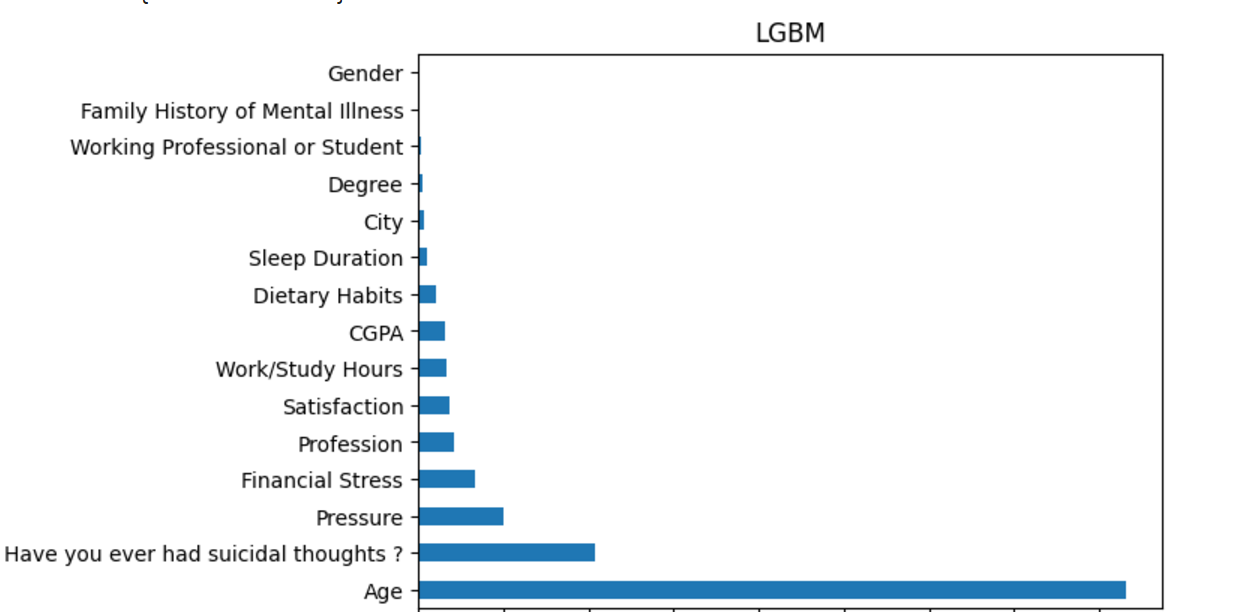 LGBM
Gender
Family History of Mental Illness
Working Professional or Student
Degree
City
Sleep Duration
Dietary Habits
CGPA
Work/Study Hours
Satisfaction
Profession
Financial Stress
Pressure
Have you ever had suicidal thoughts ?
Age